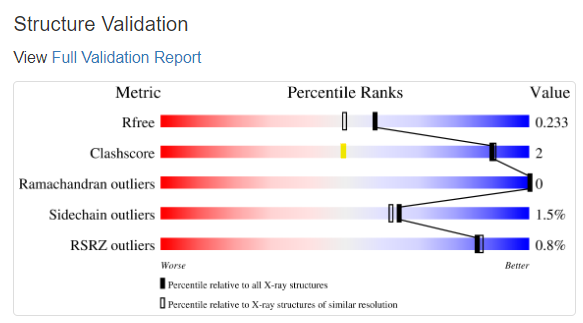 Structure Validation
View Full Validation Report
Metric Percentile Ranks Value
Rfree 0.233
Clashscore 2
Ramachandran outliers 0
Sidechain outliers 1.5%
RSRZ outliers 0.8%
Worse Better
Percentile relative to all X-ray structures
Percentile relative to X-ray structures of similar resolution